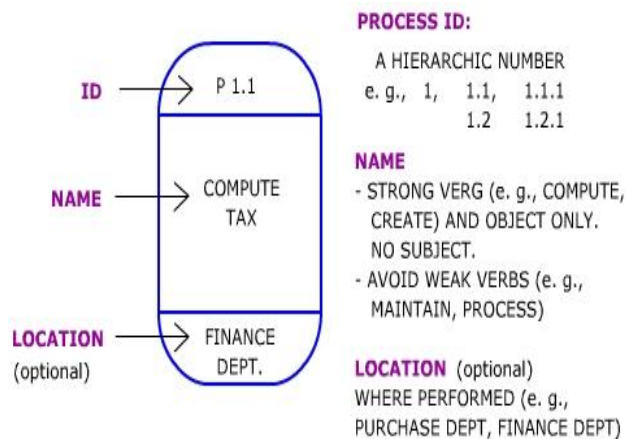 ID
P 1.1
NAME
COMPUTE
TAX
LOCATION
(optional)
FINANCE
DEPT.
PROCESS ID:
A HIERARCHIC NUMBER
e. g., 1, 1.1, 1.1.1
1.2 1.2.1
NAME
- STRONG VERG (e. g., COMPUTE,
CREATE) AND OBJECT ONLY.
NO SUBJECT.
- AVOID WEAK VERBS (e. g.,
MAINTAIN, PROCESS)
LOCATION (optional)
WHERE PERFORMED (e. g.,
PURCHASE DEPT, FINANCE DEPT)